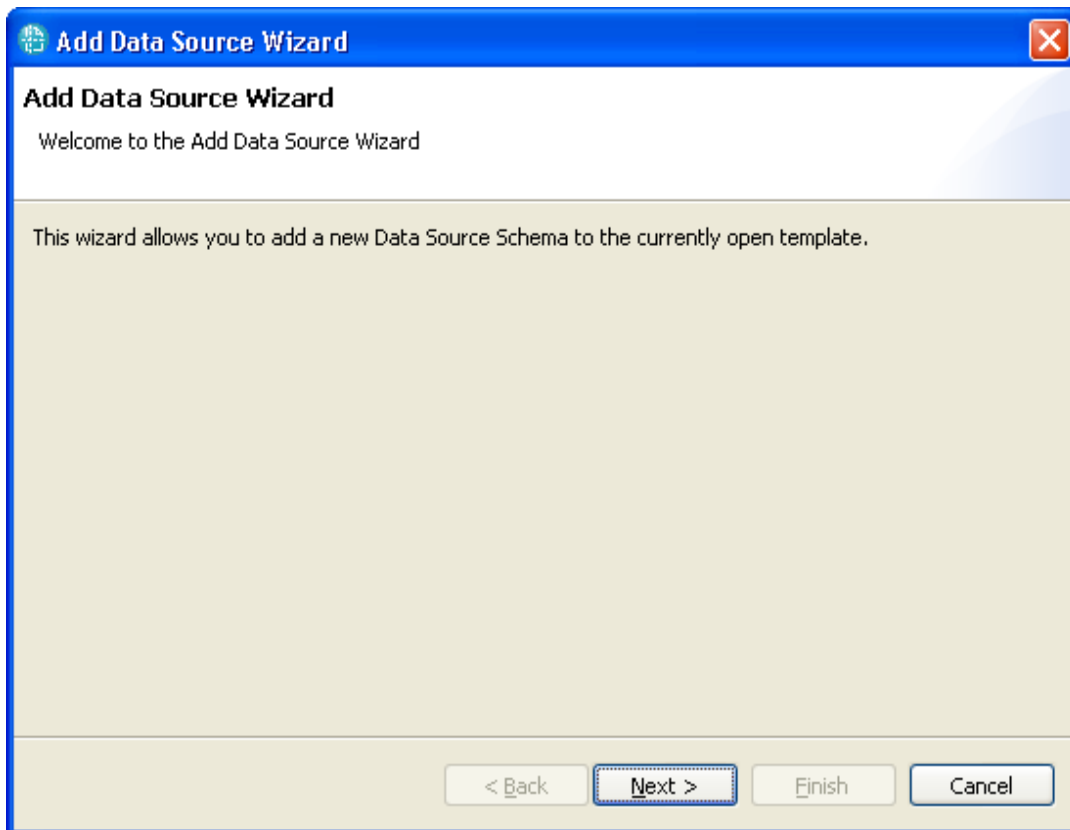 Add Data Source Wizard
Add Data Source Wizard
Welcome to the Add Data Source Wizard
This wizard allows you to add a new Data Source Schema to the currently open template.
< Back Next > Finish Cancel